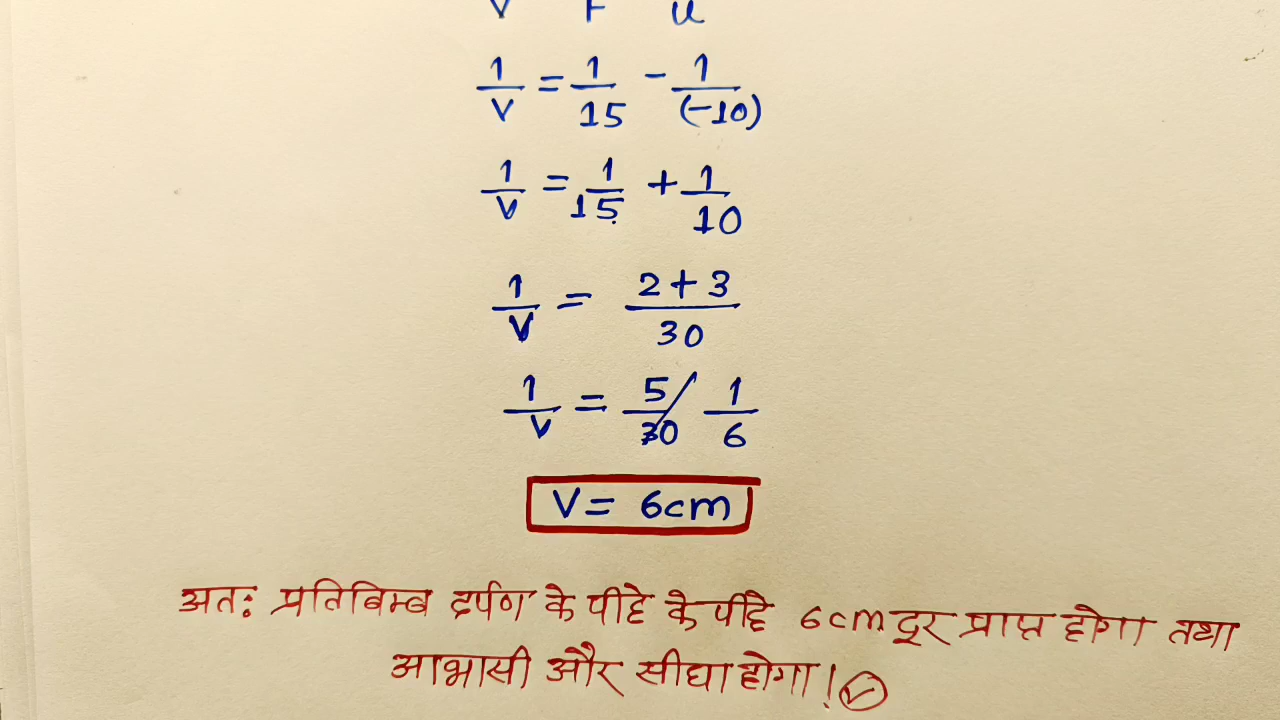 1/V = 1/15 - 1/(-10)
1/V = 1/15 + 1/10
1/V = 2+3/30
1/V = 5/30 1/6
V= 6cm
अतः प्रतिबिम्ब दर्पण के पीछे के पीछे 6cm दूर प्राप्त होगा तथा
आभासी और सीधा होगा!